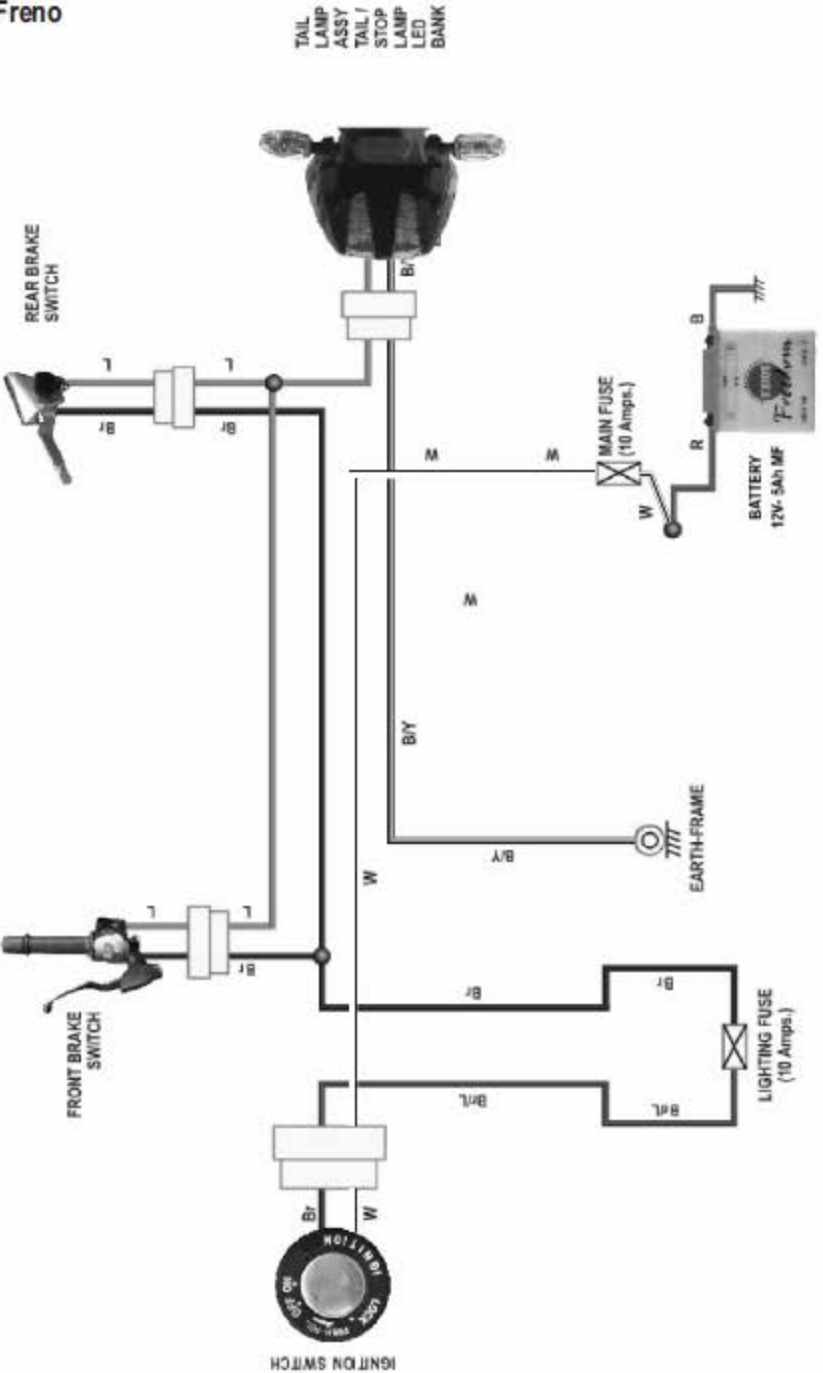 Freno
TAIL
LAMP
ASSY
TAIL /
STOP
LAMP
LED
BANK
REAR BRAKE
SWITCH
L
Br
L
Br
B/
W
W
MAIN FUSE
(10 Amps.)
W
R
B
BATTERY
12V- 5Ah MF
Freedom
W
B/Y
B/Y
EARTH-FRAME
W
FRONT BRAKE
SWITCH
L
L
Br
Br
Br
LIGHTING FUSE
(10 Amps.)
Br/L
Br/L
Br
W
IGNITION
ON
OFF
LOCK
IGNITION SWITCH